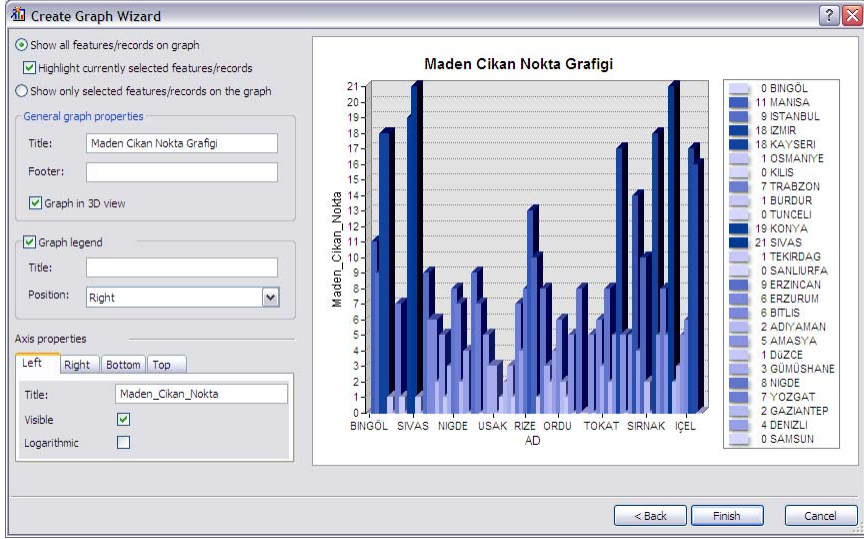 Create Graph Wizard
Show all features/records on graph
Highlight currently selected features/records
Show only selected features/records on the graph
General graph properties
Title: Maden Cikan Nokta Grafigi
Footer:
Graph in 3D view
Graph legend
Title:
Position: Right
Axis properties
Left Right Bottom Top
Title: Maden_Cikan_Nokta
Visible
Logarithmic
Maden Cikan Nokta Grafigi
Maden_Cikan_Nokta
21
20
19
18
17
16
15
14
13
12
11
10
9
8
7
6
5
4
3
2
1
0
BINGÖL SIVAS NIGDE USAK RIZE ORDU TOKAT SIRNAK IÇEL
AD
0 BINGÖL
11 MANISA
9 ISTANBUL
18 IZMIR
18 KAYSERI
1 OSMANIYE
0 KILIS
7 TRABZON
1 BURDUR
0 TUNCELI
19 KONYA
21 SIVAS
1 TEKIRDAG
0 SANLIURFA
9 ERZINCAN
6 ERZURUM
6 BITLIS
2 ADIYAMAN
5 AMASYA
1 DüZCE
3 GÜMÜSHANE
8 NIGDE
7 YOZGAT
2 GAZIANTEP
4 DENIZLI
0 SAMSUN
< Back Finish Cancel